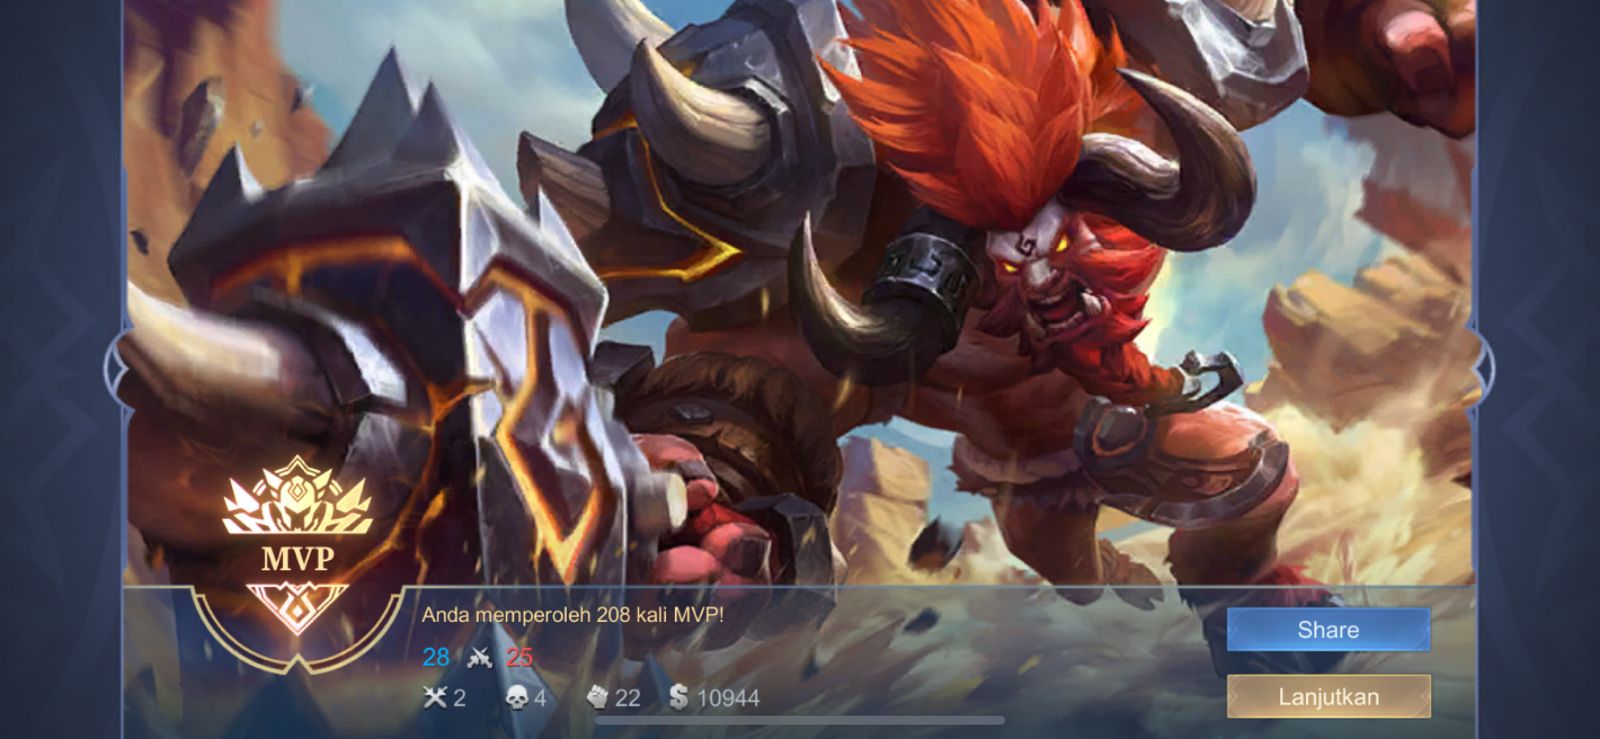 MVP
Anda memperoleh 208 kali MVP!
28 25
2 4 22 $ 10944
Share
Lanjutkan